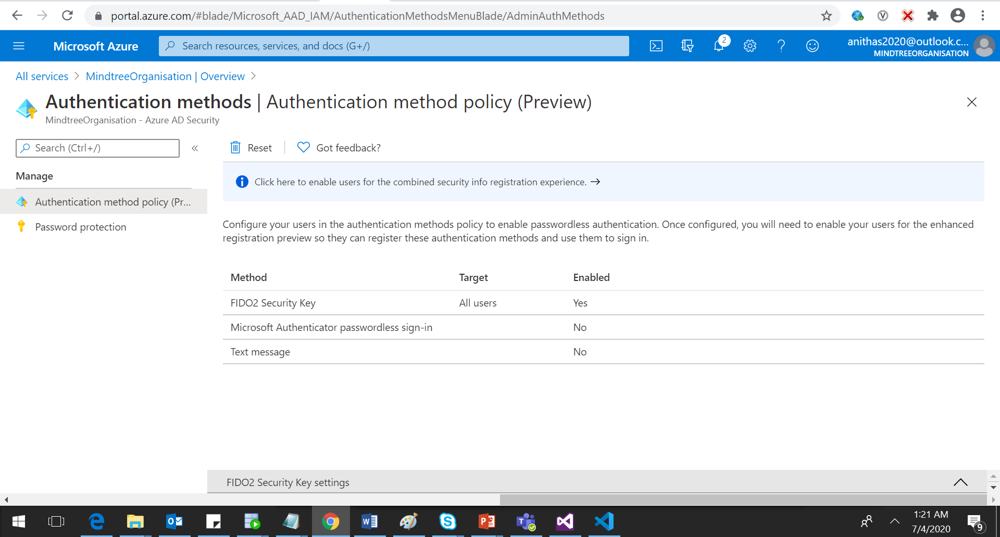 portal.azure.com/#blade/Microsoft_AAD_IAM/AuthenticationMethodsMenuBlade/AdminAuthMethods
Microsoft Azure
Search resources, services, and docs (G+/)
2
anithas2020@outlook.c...
MINDTREEORGANISATION
All services > MindtreeOrganisation | Overview >
Authentication methods | Authentication method policy (Preview)
MindtreeOrganisation - Azure AD Security
Search (Ctrl+/)
Reset
Got feedback?
Manage
Authentication method policy (Pr...
Password protection
Click here to enable users for the combined security info registration experience. →
Configure your users in the authentication methods policy to enable passwordless authentication. Once configured, you will need to enable your users for the enhanced
registration preview so they can register these authentication methods and use them to sign in.
Method Target Enabled
FIDO2 Security Key All users Yes
Microsoft Authenticator passwordless sign-in No
Text message No
FIDO2 Security Key settings
1:21 AM
7/4/2020
9